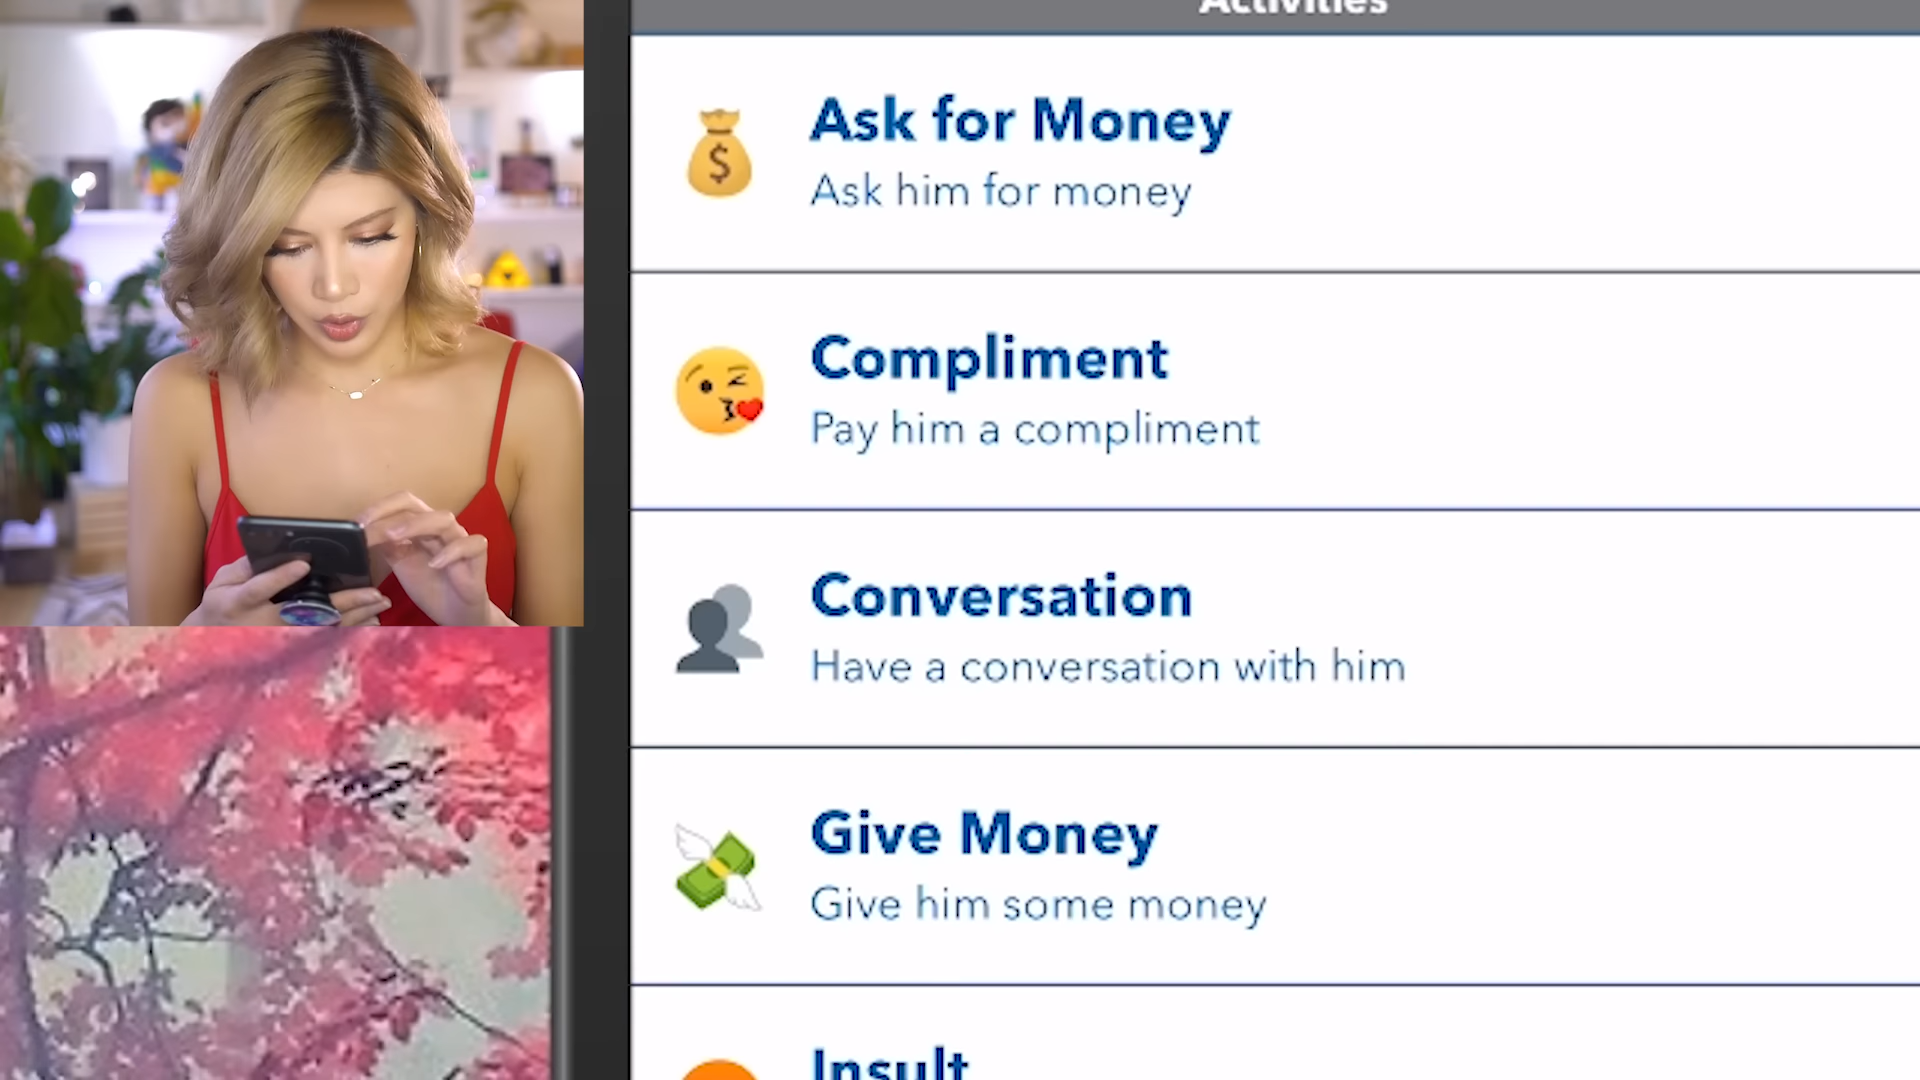 Activities
Ask for Money
Ask him for money
Compliment
Pay him a compliment
Conversation
Have a conversation with him
Give Money
Give him some money
Insult